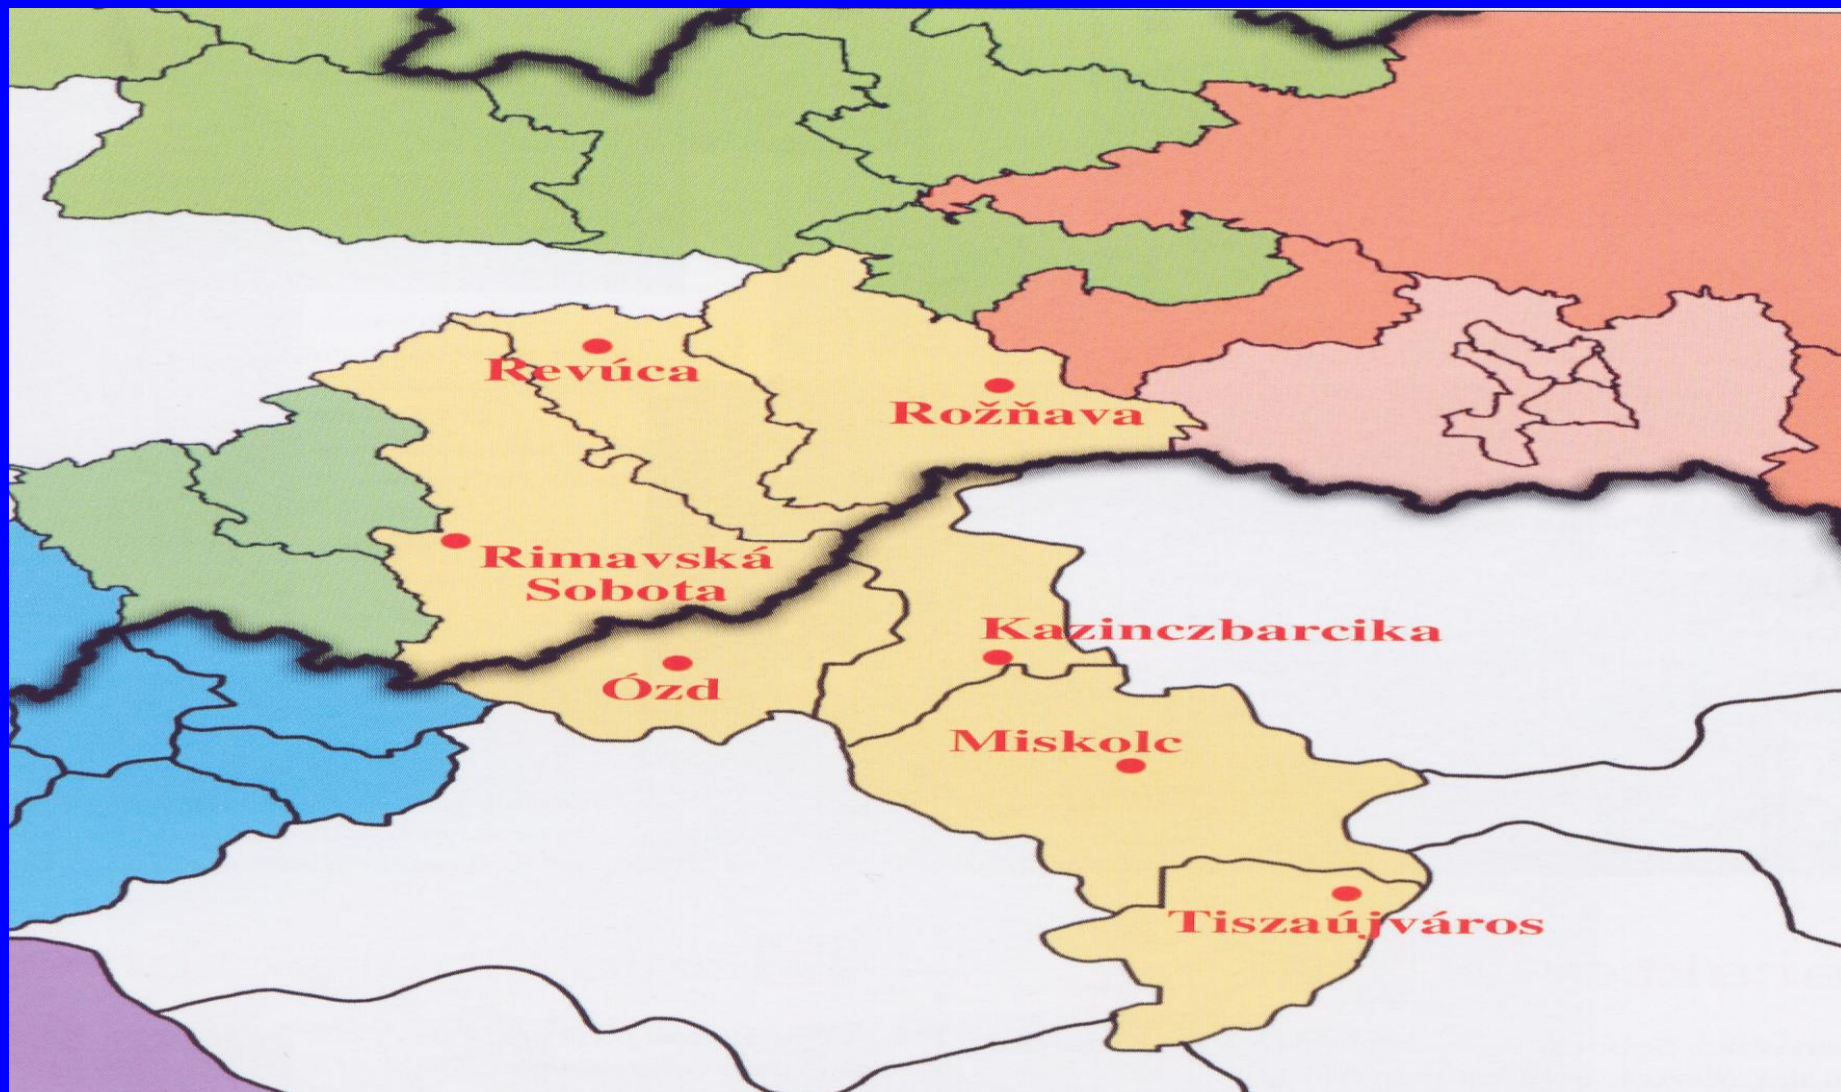 Revúca
Rožňava
Rimavská
Sobota
Kazinczbarcika
Ózd
Miskolc
Tiszaújváros